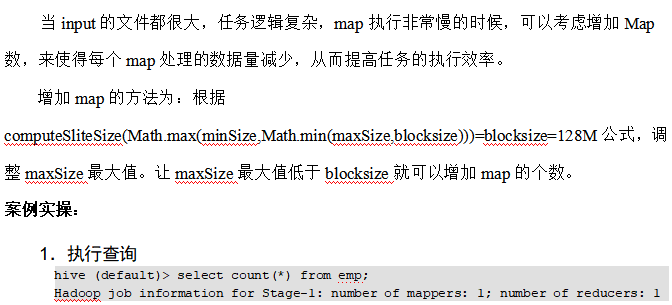 当 input 的文件都很大，任务逻辑复杂，map 执行非常慢的时候，可以考虑增加 Map
数，来使得每个 map 处理的数据量减少，从而提高任务的执行效率。
增加 map 的方法为：根据
computeSliteSize(Math.max(minSize,Math.min(maxSize,blocksize)))=blocksize=128M 公式，调
整 maxSize 最大值。让 maxSize 最大值低于 blocksize 就可以增加 map 的个数。
案例实操：
1．执行查询
hive (default)> select count(*) from emp;
Hadoop job information for Stage-1: number of mappers: 1; number of reducers: 1